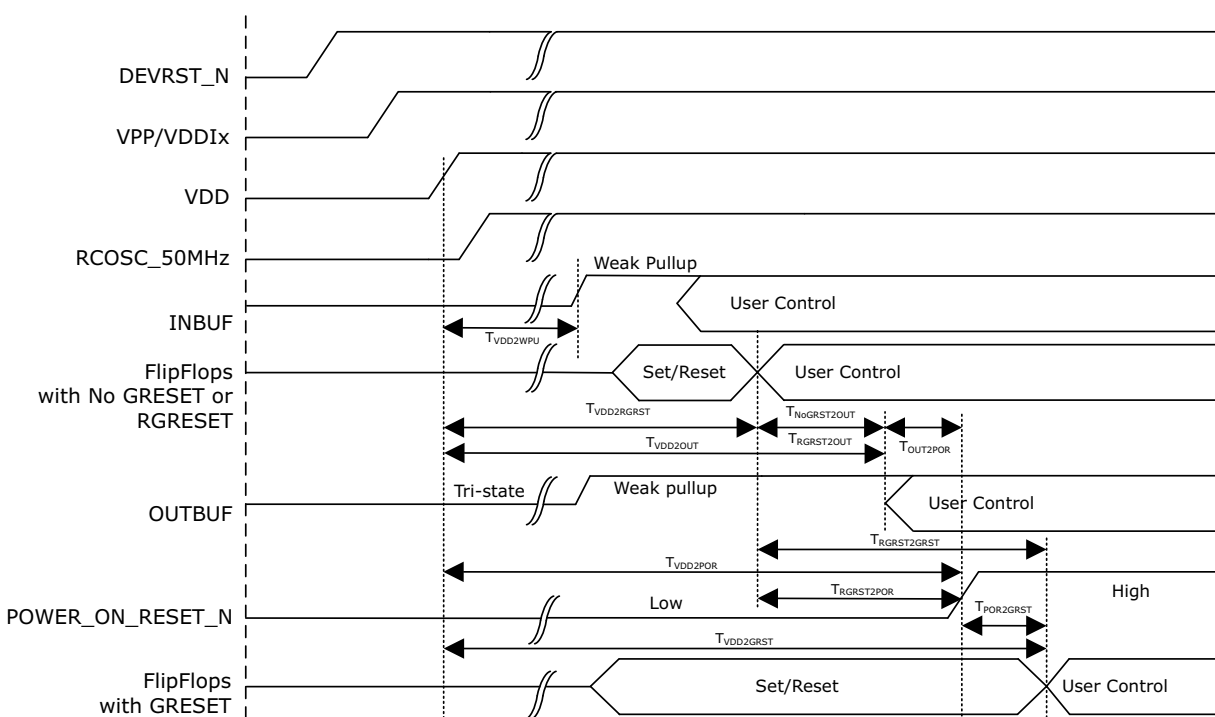 DEVRST_N
VPP/VDDIx
VDD
RCOSC_50MHz
Weak Pullup
User Control
INBUF
TVDD2WPU
FlipFlops
with No GRESET or
RGRESET
Set/Reset
User Control
TVDD2RGRST
TNoGRST2OUT
TVDD2OUT
TRGRST2OUT
TOUT2POR
Tri-state
Weak pullup
User Control
OUTBUF
TRGRST2GRST
TVDD2POR
TRGRST2POR
High
Low
TPOR2GRST
POWER_ON_RESET_N
TVDD2GRST
FlipFlops
with GRESET
Set/Reset
User Control